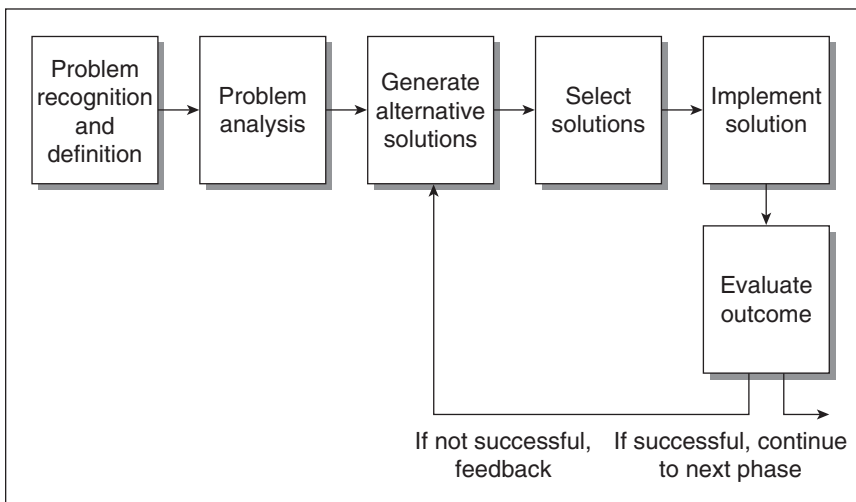 Problem
recognition
and
definition
Problem
analysis
Generate
alternative
solutions
Select
solutions
Implement
solution
Evaluate
outcome
If not successful,
feedback
If successful, continue
to next phase